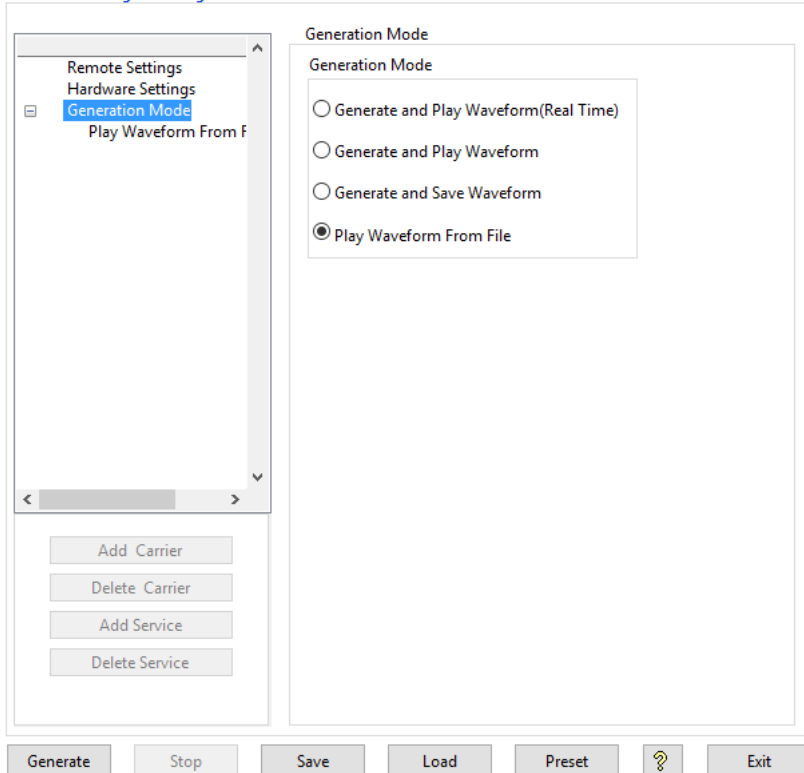 Generation Mode
Remote Settings
Hardware Settings
Generation Mode
Play Waveform From F
Generation Mode
Generate and Play Waveform(Real Time)
Generate and Play Waveform
Generate and Save Waveform
Play Waveform From File
Add Carrier
Delete Carrier
Add Service
Delete Service
Generate Stop Save Load Preset ? Exit